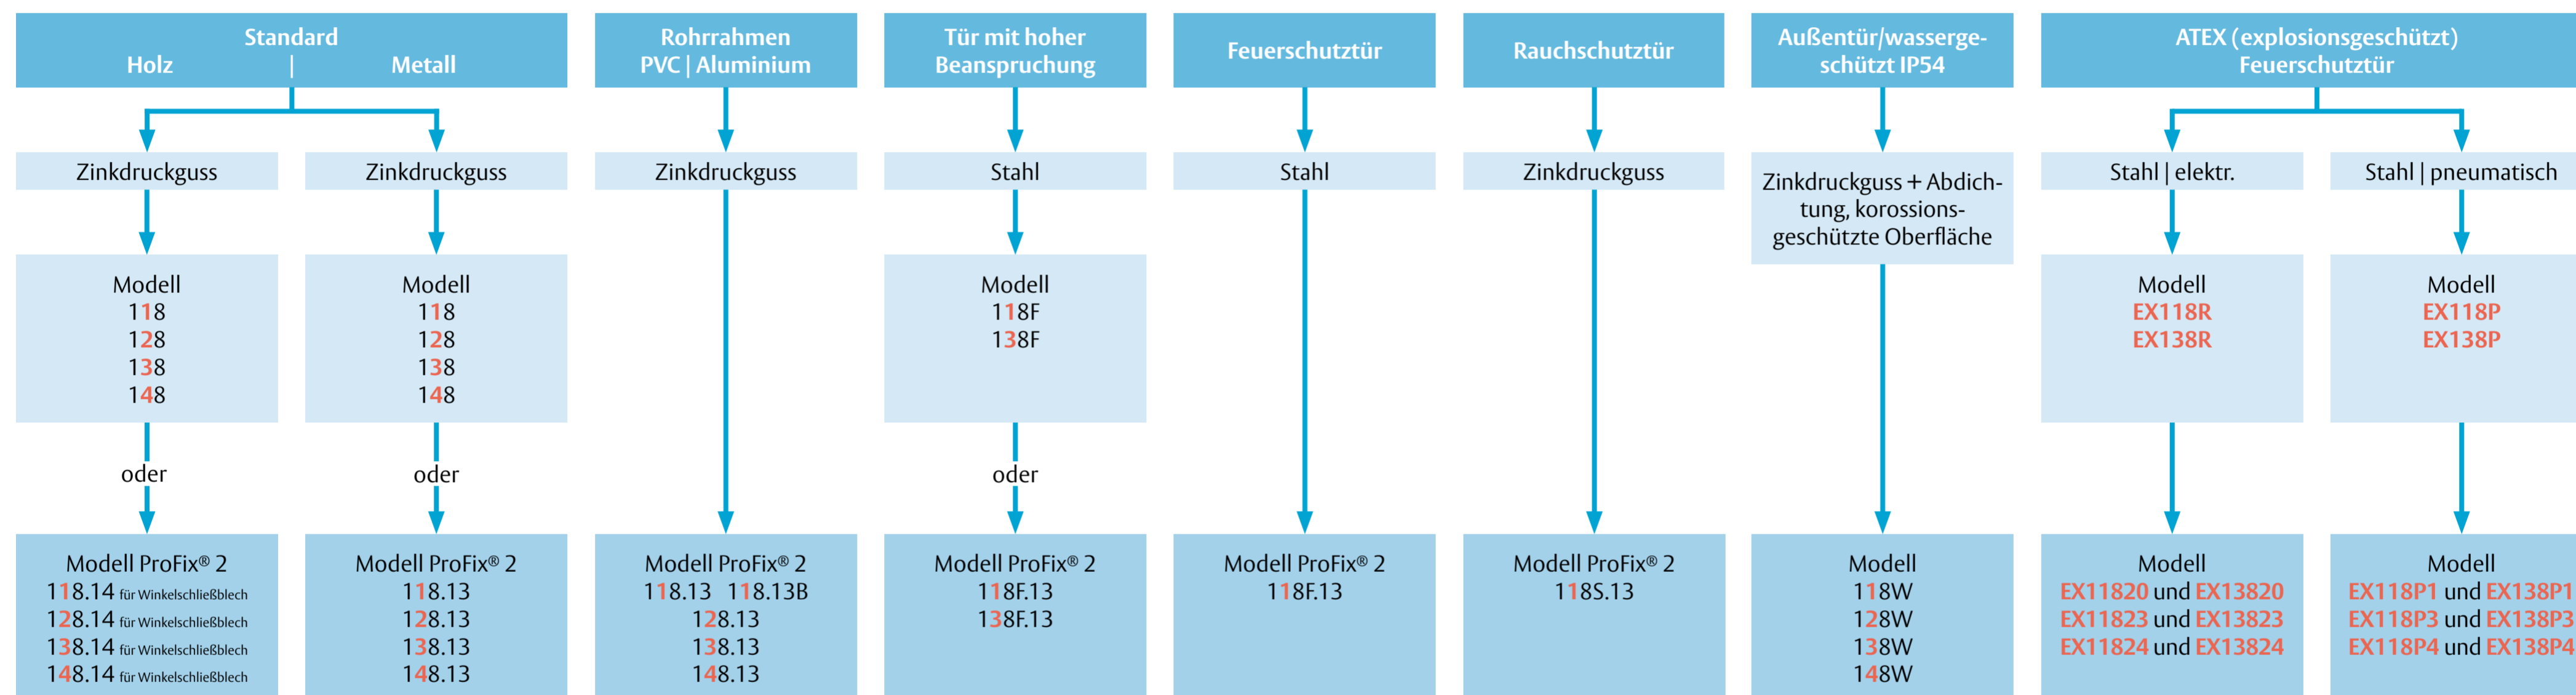 Standard
Holz | Metall
Zinkdruckguss
Modell
118
128
138
148
oder
Modell ProFix® 2
118.14 für Winkelschließblech
128.14 für Winkelschließblech
138.14 für Winkelschließblech
148.14 für Winkelschließblech
Zinkdruckguss
Modell
118
128
138
148
oder
Modell ProFix® 2
118.13
128.13
138.13
148.13
Rohrrahmen
PVC | Aluminium
Zinkdruckguss
Modell ProFix® 2
118.13 118.13B
128.13
138.13
148.13
Tür mit hoher
Beanspruchung
Stahl
Modell
118F
138F
oder
Modell ProFix® 2
118F.13
138F.13
Feuerschutztür
Stahl
Modell ProFix® 2
118F.13
Rauchschutztür
Zinkdruckguss
Modell ProFix® 2
118S.13
Außentür/wasserge-
schützt IP54
Zinkdruckguss + Abdich-
tung, korossions-
geschützte Oberfläche
Modell
118W
128W
138W
148W
ATEX (explosionsgeschützt)
Feuerschutztür
Stahl | elektr.
Modell
EX118R
EX138R
Modell
EX11820 und EX13820
EX11823 und EX13823
EX11824 und EX13824
Stahl | pneumatisch
Modell
EX118P
EX138P
Modell
EX118P1 und EX138P1
EX118P3 und EX138P3
EX118P4 und EX138P4